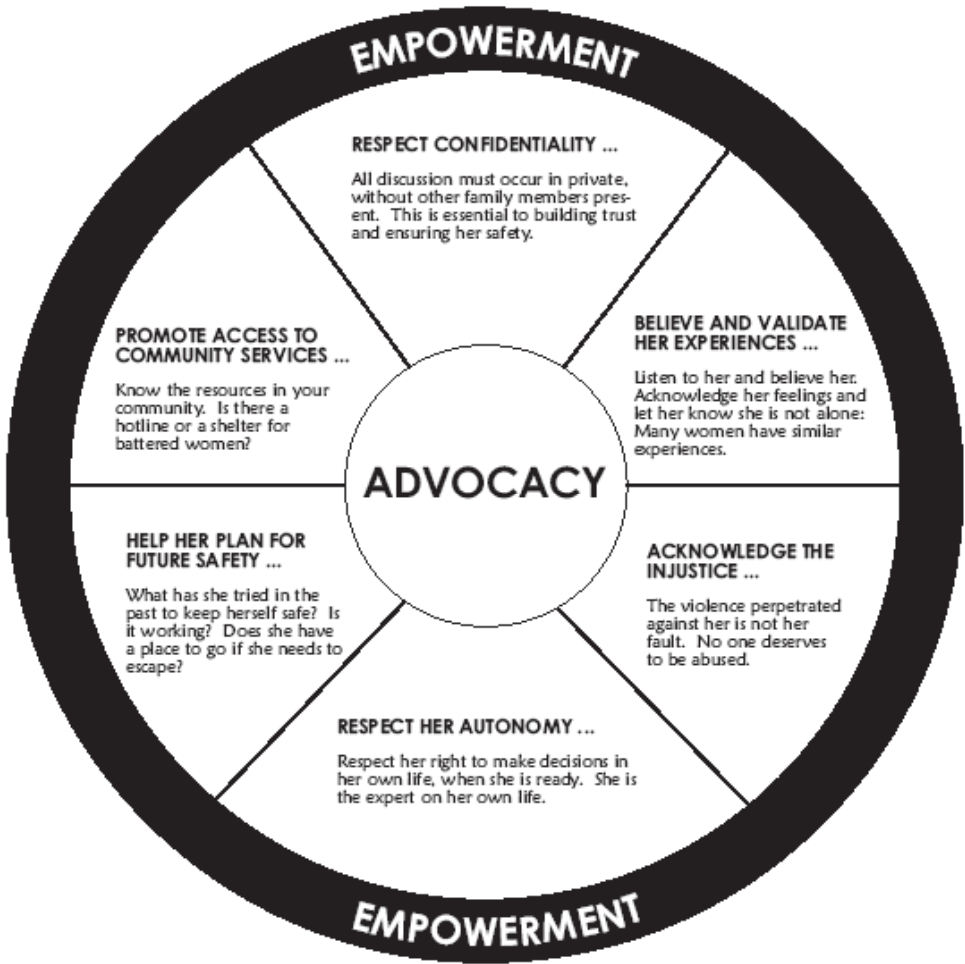 EMPOWERMENT
RESPECT CONFIDENTIALITY ...
All discussion must occur in private,
without other family members pres-
ent. This is essential to building trust
and ensuring her safety.
BELIEVE AND VALIDATE
HER EXPERIENCES ...
Listen to her and believe her.
Acknowledge her feelings and
let her know she is not alone:
Many women have similar
experiences.
ACKNOWLEDGE THE
INJUSTICE ...
The violence perpetrated
against her is not her
fault. No one deserves
to be abused.
RESPECT HER AUTONOMY ...
Respect her right to make decisions in
her own life, when she is ready. She is
the expert on her own life.
HELP HER PLAN FOR
FUTURE SAFETY ...
What has she tried in the
past to keep herself safe? Is
it working? Does she have
a place to go if she needs to
escape?
PROMOTE ACCESS TO
COMMUNITY SERVICES ...
Know the resources in your
community. Is there a
hotline or a shelter for
battered women?
ADVOCACY
EMPOWERMENT